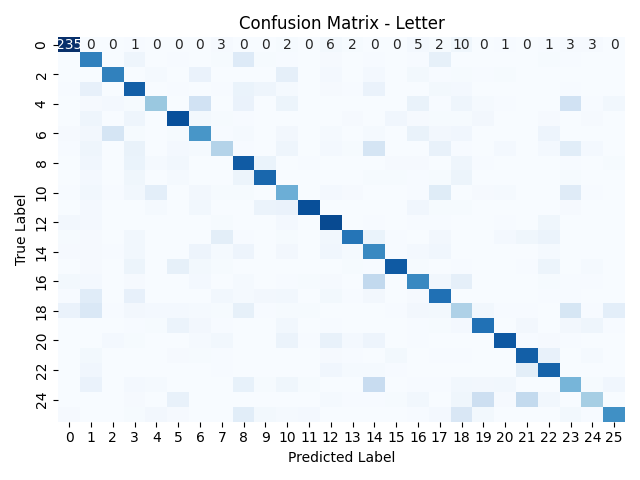 Confusion Matrix - Letter
0 235 0 0 1 0 0 0 3 0 0 2 0 6 2 0 0 5 2 10 0 1 0 1 3 3 0
2
4
6
8
10
12
14
16
18
20
22
24
True Label
0 1 2 3 4 5 6 7 8 9 10 11 12 13 14 15 16 17 18 19 20 21 22 23 24 25
Predicted Label